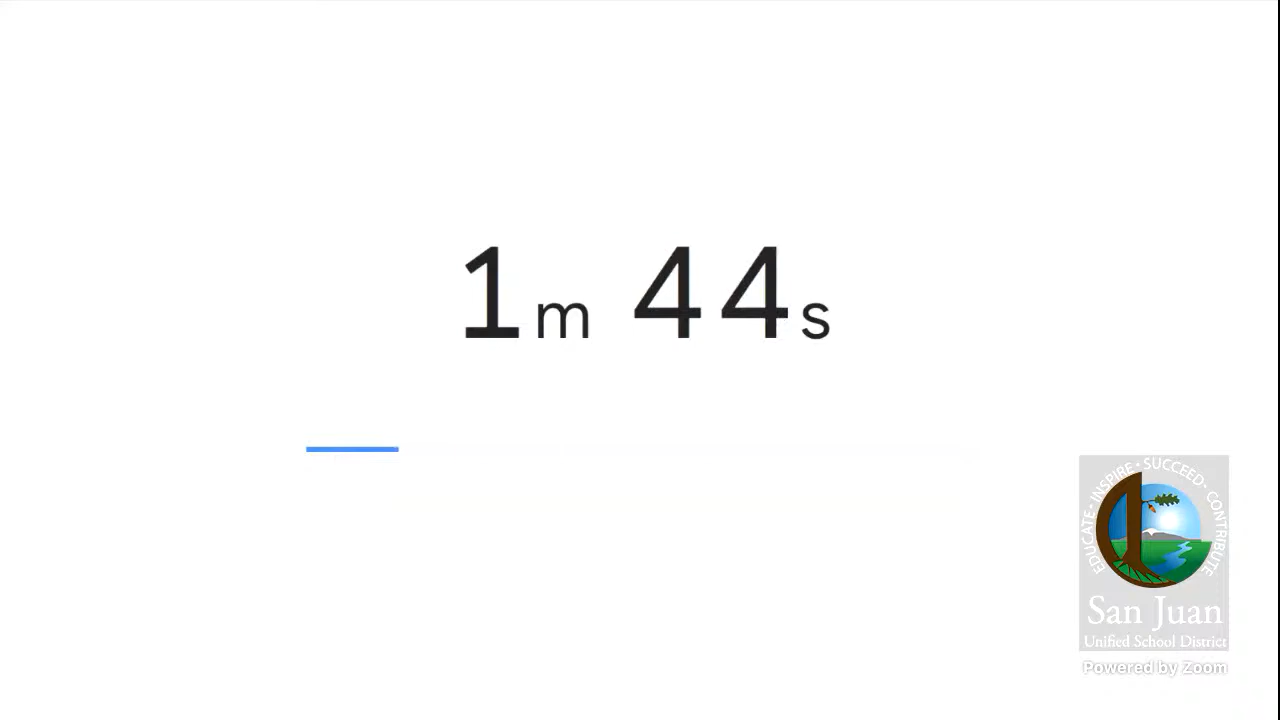 1m 44s
EDUCATE • INSPIRE • SUCCEED • CONTRIBUTE
San Juan
Unified School District
Powered by Zoom